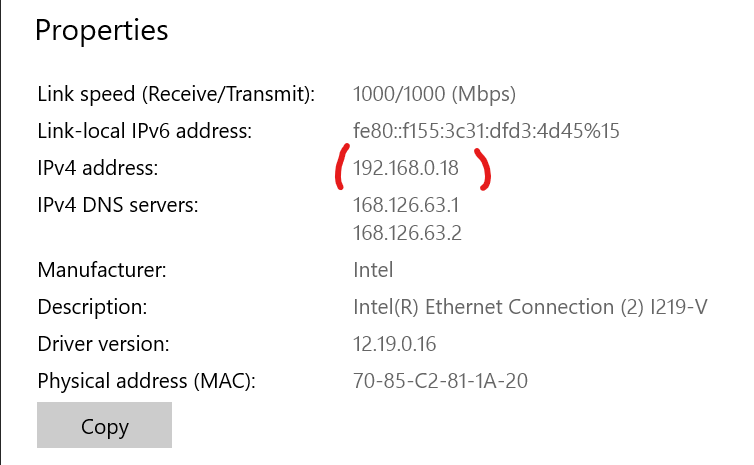 Properties
Link speed (Receive/Transmit): 1000/1000 (Mbps)
Link-local IPv6 address: fe80::f155:3c31:dfd3:4d45%15
IPv4 address: 192.168.0.18
IPv4 DNS servers: 168.126.63.1
168.126.63.2
Manufacturer: Intel
Description: Intel(R) Ethernet Connection (2) I219-V
Driver version: 12.19.0.16
Physical address (MAC): 70-85-C2-81-1A-20
Copy